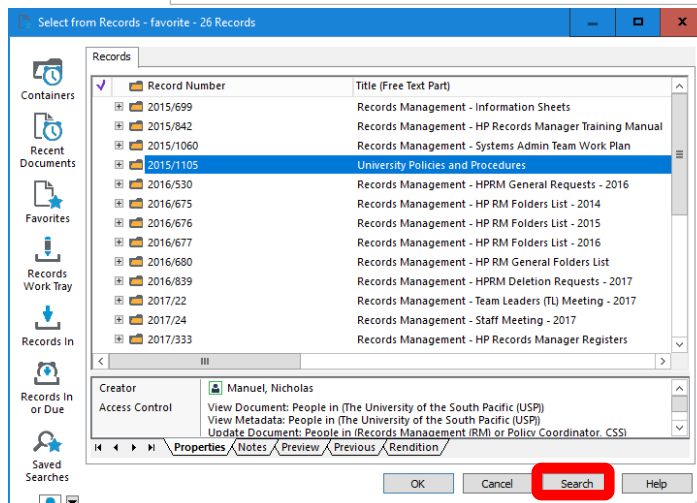 Select from Records - favorite - 26 Records
Containers
Recent
Documents
Favorites
Records
Work Tray
Records In
Records In
or Due
Saved
Searches
Records
Record Number Title (Free Text Part)
2015/699 Records Management - Information Sheets
2015/842 Records Management - HP Records Manager Training Manual
2015/1060 Records Management - Systems Admin Team Work Plan
2015/1105 University Policies and Procedures
2016/530 Records Management - HPRM General Requests - 2016
2016/675 Records Management - HP RM Folders List - 2014
2016/676 Records Management - HP RM Folders List - 2015
2016/677 Records Management - HP RM Folders List - 2016
2016/680 Records Management - HP RM General Folders List
2016/839 Records Management - HPRM Deletion Requests - 2017
2017/22 Records Management - Team Leaders (TL) Meeting - 2017
2017/24 Records Management - Staff Meeting - 2017
2017/333 Records Management - HP Records Manager Registers
Creator Manuel, Nicholas
Access Control View Document: People in (The University of the South Pacific (USP))
View Metadata: People in (The University of the South Pacific (USP))
Update Document: People in (Records Management (RM) or Policy Coordinator, CSS)
Properties Notes Preview Previous Rendition
OK Cancel Search Help